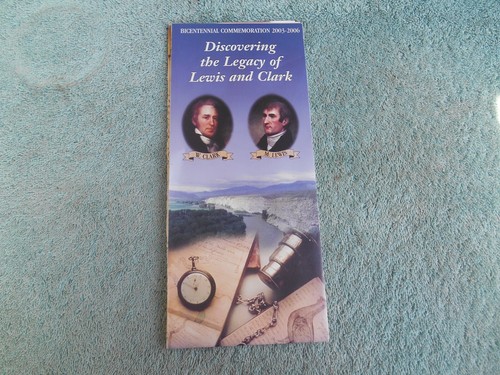 BICENTENNIAL COMMEMORATION 2003-2006
Discovering
the Legacy of
Lewis and Clark
W. CLARK
M. LEWIS